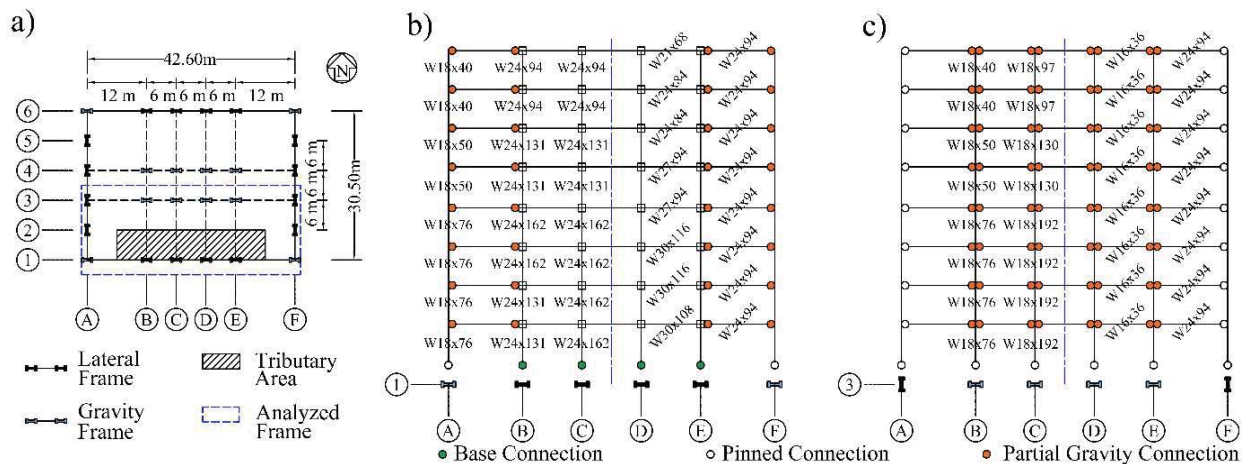 a)
42.60m
12 m 6 m 6 m 6 m 12 m
N
6
5
4
3
2
1
6 m 6 m 6 m
30.50m
A B C D E F
Lateral Frame
Tributary Area
Gravity Frame
Analyzed Frame
b)
W18x40 W24x94 W24x94 W21x68 W24x94
W18x40 W24x94 W24x94 W24x84 W24x94
W18x50 W24x131 W24x131 W24x84 W24x94
W18x50 W24x131 W24x131 W27x94 W24x94
W18x76 W24x162 W24x162 W27x94 W24x94
W18x76 W24x162 W24x162 W30x116 W24x94
W18x76 W24x131 W24x162 W30x116 W24x94
W18x76 W24x131 W24x162 W30x108 W24x94
1
A B C D E F
c)
W18x40 W18x97 W16x36 W24x94
W18x40 W18x97 W16x36 W24x94
W18x50 W18x130 W16x36 W24x94
W18x50 W18x130 W16x36 W24x94
W18x76 W18x192 W16x36 W24x94
W18x76 W18x192 W16x36 W24x94
W18x76 W18x192 W16x36 W24x94
W18x76 W18x192 W16x36 W24x94
3
A B C D E F
Base Connection Pinned Connection Partial Gravity Connection